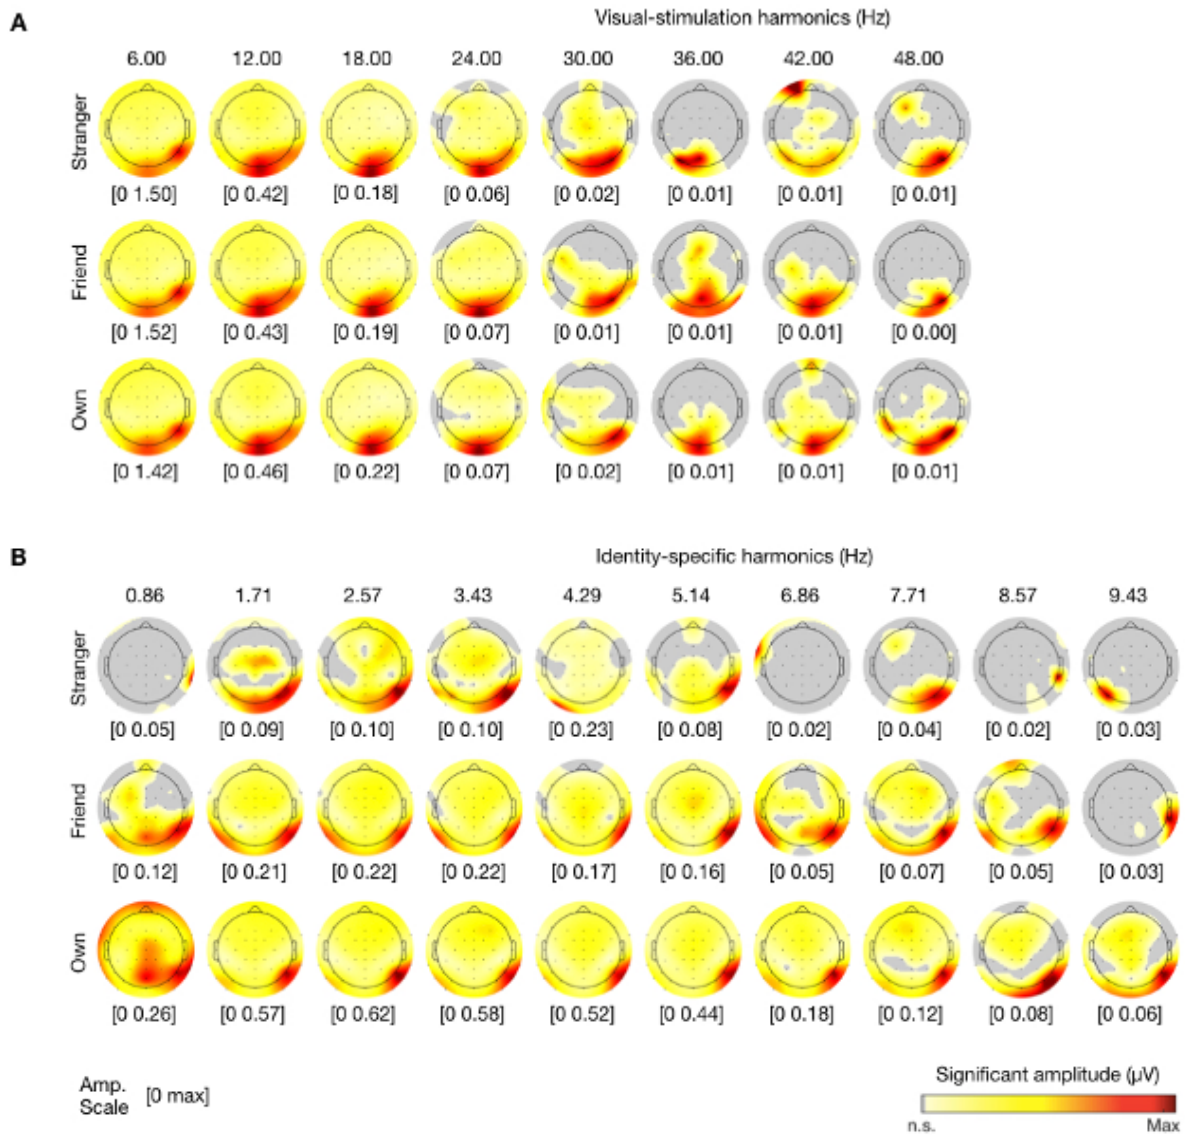 A
Visual-stimulation harmonics (Hz)
6.00 12.00 18.00 24.00 30.00 36.00 42.00 48.00
Stranger
[0 1.50] [0 0.42] [0 0.18] [0 0.06] [0 0.02] [0 0.01] [0 0.01] [0 0.01]
Friend
[0 1.52] [0 0.43] [0 0.19] [0 0.07] [0 0.01] [0 0.01] [0 0.01] [0 0.00]
Own
[0 1.42] [0 0.46] [0 0.22] [0 0.07] [0 0.02] [0 0.01] [0 0.01] [0 0.01]
B
Identity-specific harmonics (Hz)
0.86 1.71 2.57 3.43 4.29 5.14 6.86 7.71 8.57 9.43
Stranger
[0 0.05] [0 0.09] [0 0.10] [0 0.10] [0 0.23] [0 0.08] [0 0.02] [0 0.04] [0 0.02] [0 0.03]
Friend
[0 0.12] [0 0.21] [0 0.22] [0 0.22] [0 0.17] [0 0.16] [0 0.05] [0 0.07] [0 0.05] [0 0.03]
Own
[0 0.26] [0 0.57] [0 0.62] [0 0.58] [0 0.52] [0 0.44] [0 0.18] [0 0.12] [0 0.08] [0 0.06]
Amp.
Scale
[0 max]
Significant amplitude (µV)
n.s. Max